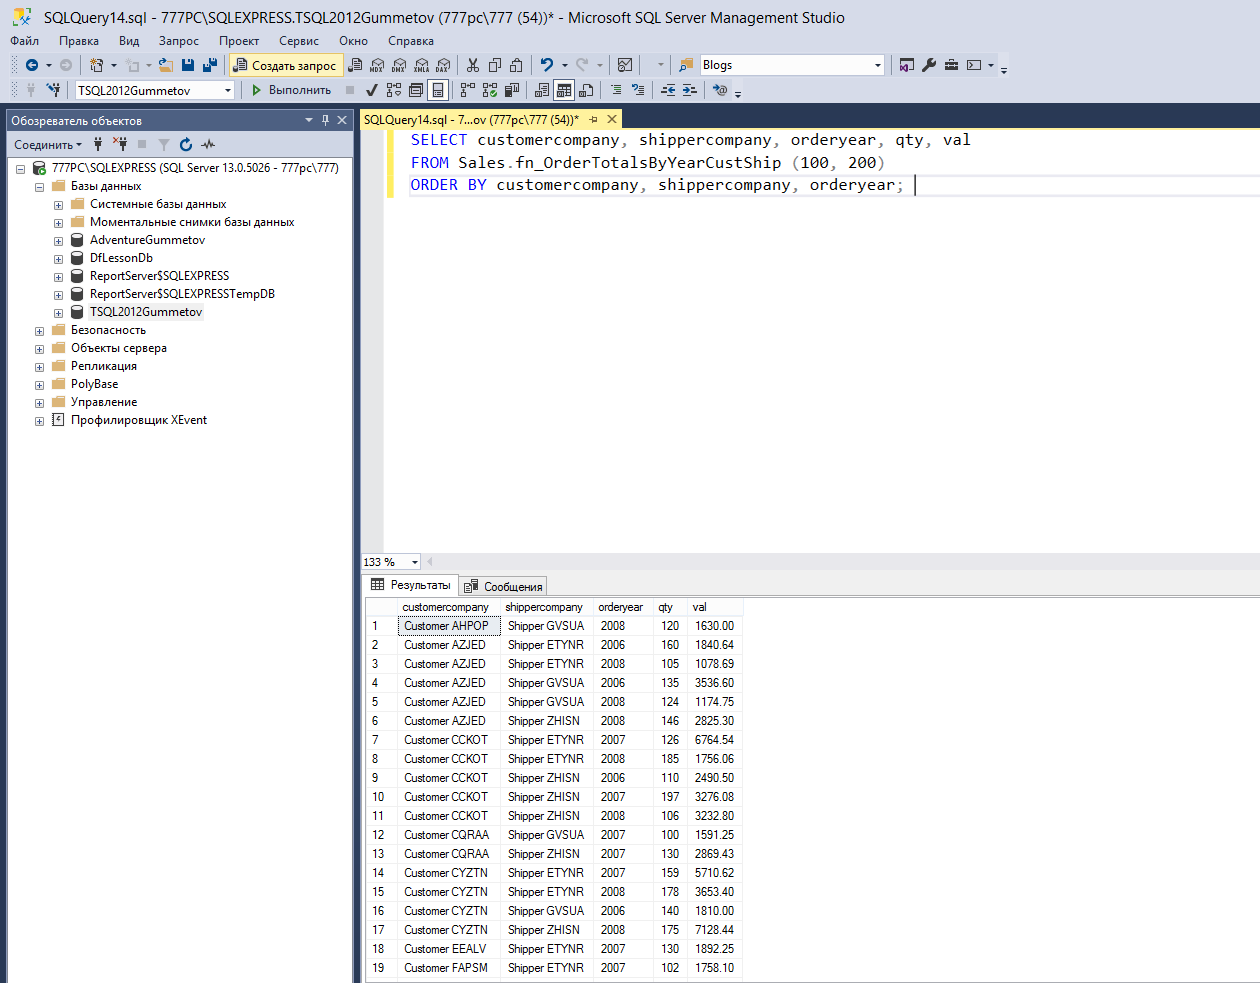 SQLQuery14.sql - 777PC\SQLEXPRESS.TSQL2012Gummetov (777pc\777 (54))* - Microsoft SQL Server Management Studio
Файл Правка Вид Запрос Проект Сервис Окно Справка
Создать запрос MDX DMX XMLA DAX Blogs
TSQL2012Gummetov Выполнить
Обозреватель объектов
Соединить
777PC\SQLEXPRESS (SQL Server 13.0.5026 - 777pc\777)
Базы данных
Системные базы данных
Моментальные снимки базы данных
AdventureGummetov
DfLessonDb
ReportServer$SQLEXPRESS
ReportServer$SQLEXPRESSTempDB
TSQL2012Gummetov
Безопасность
Объекты сервера
Репликация
PolyBase
Управление
Профилировщик XEvent
SQLQuery14.sql - 7...ov (777pc\777 (54))*
SELECT customercompany, shippercompany, orderyear, qty, val
FROM Sales.fn_OrderTotalsByYearCustShip (100, 200)
ORDER BY customercompany, shippercompany, orderyear;
133 %
Результаты Сообщения
customercompany shippercompany orderyear qty val
1 Customer AHPOP Shipper GVSUA 2008 120 1630.00
2 Customer AZJED Shipper ETYNR 2006 160 1840.64
3 Customer AZJED Shipper ETYNR 2008 105 1078.69
4 Customer AZJED Shipper GVSUA 2006 135 3536.60
5 Customer AZJED Shipper GVSUA 2008 124 1174.75
6 Customer AZJED Shipper ZHISN 2008 146 2825.30
7 Customer CCKOT Shipper ETYNR 2007 126 6764.54
8 Customer CCKOT Shipper ETYNR 2008 185 1756.06
9 Customer CCKOT Shipper ZHISN 2006 110 2490.50
10 Customer CCKOT Shipper ZHISN 2007 197 3276.08
11 Customer CCKOT Shipper ZHISN 2008 106 3232.80
12 Customer CQRAA Shipper GVSUA 2007 100 1591.25
13 Customer CQRAA Shipper ZHISN 2007 130 2869.43
14 Customer CYZTN Shipper ETYNR 2007 159 5710.62
15 Customer CYZTN Shipper ETYNR 2008 178 3653.40
16 Customer CYZTN Shipper GVSUA 2006 140 1810.00
17 Customer CYZTN Shipper ZHISN 2008 175 7128.44
18 Customer EEALV Shipper ETYNR 2007 130 1892.25
19 Customer FAPSM Shipper ETYNR 2007 102 1758.10